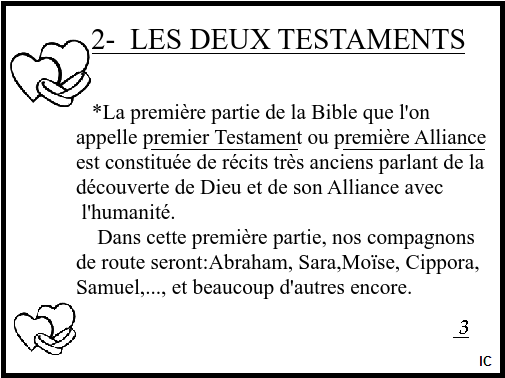 2-  LES DEUX TESTAMENTS
*La première partie de la Bible que l'on
appelle premier Testament ou première Alliance
est constituée de récits très anciens parlant de la
découverte de Dieu et de son Alliance avec
l'humanité.
Dans cette première partie, nos compagnons
de route seront:Abraham, Sara,Moïse, Cippora,
Samuel,..., et beaucoup d'autres encore.
3
IC